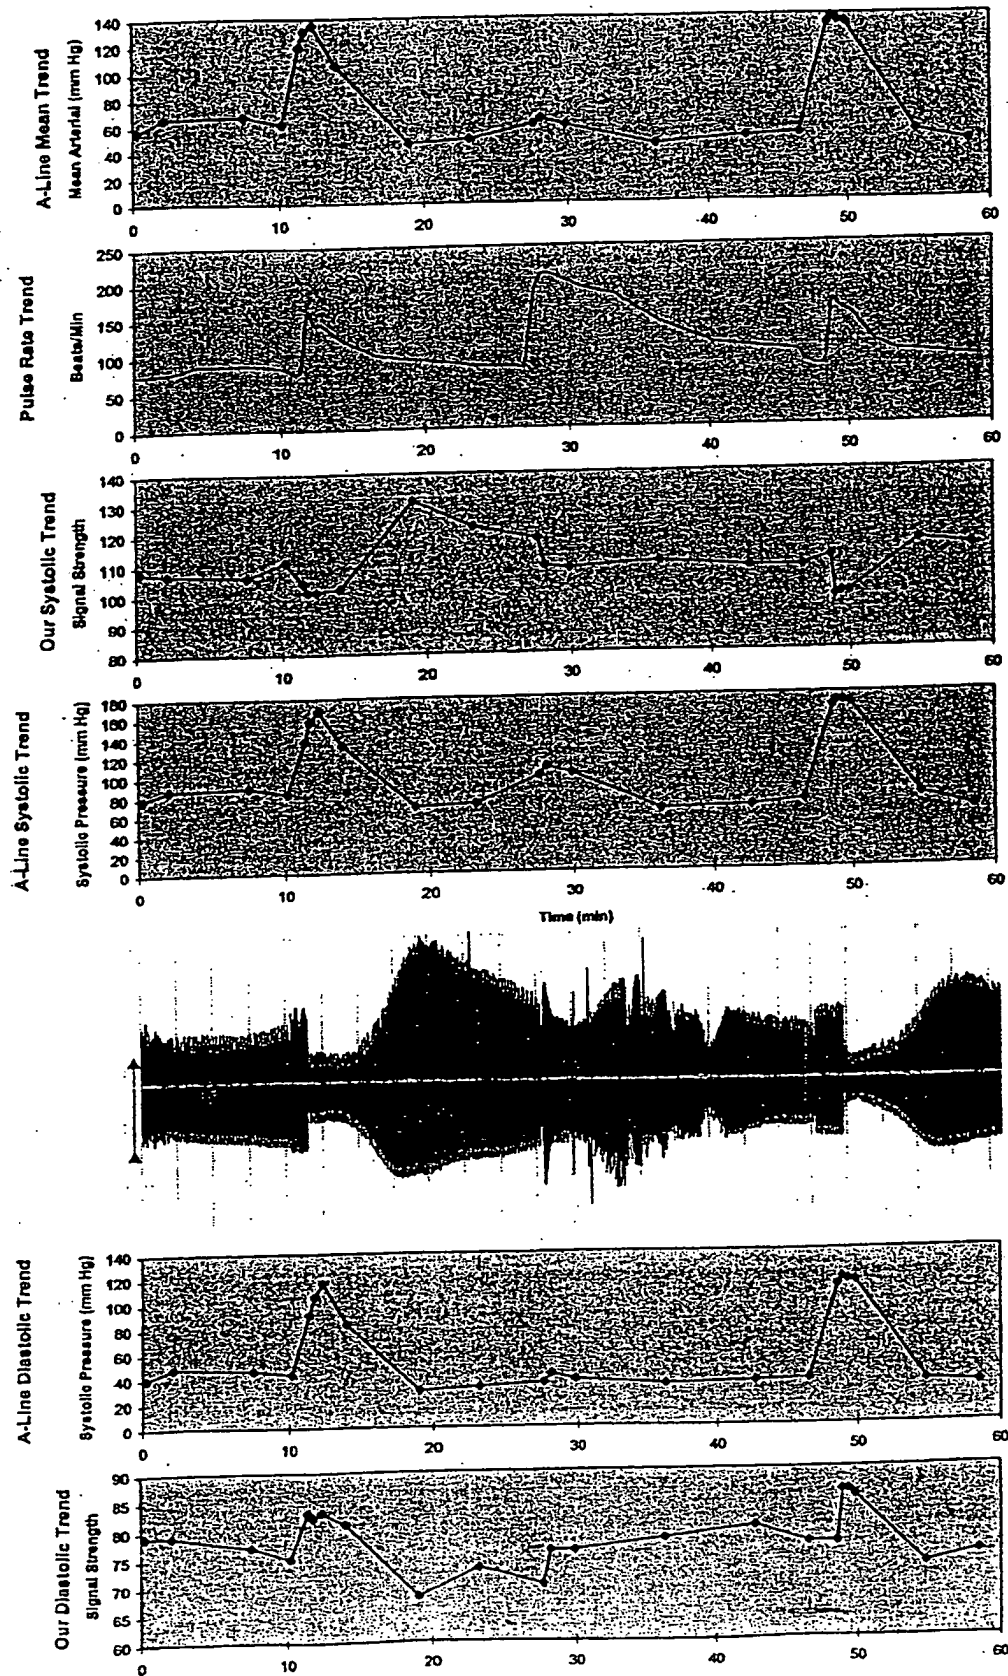 A-Line Mean Trend
Mean Arterial (mm Hg)
140
120
100
80
60
40
20
0
0 10 20 30 40 50 60
Pulse Rate Trend
Beats/Min
250
200
150
100
50
0
0 10 20 30 40 50 60
Our Systolic Trend
Signal Strength
140
130
120
110
100
90
80
0 10 20 30 40 50 60
A-Line Systolic Trend
Systolic Pressure (mm Hg)
180
160
140
120
100
80
60
40
20
0
0 10 20 30 40 50 60
Time (min)
A-Line Diastolic Trend
Systolic Pressure (mm Hg)
140
120
100
80
60
40
20
0
0 10 20 30 40 50 60
Our Diastolic Trend
Signal Strength
90
85
80
75
70
65
60
0 10 20 30 40 50 60